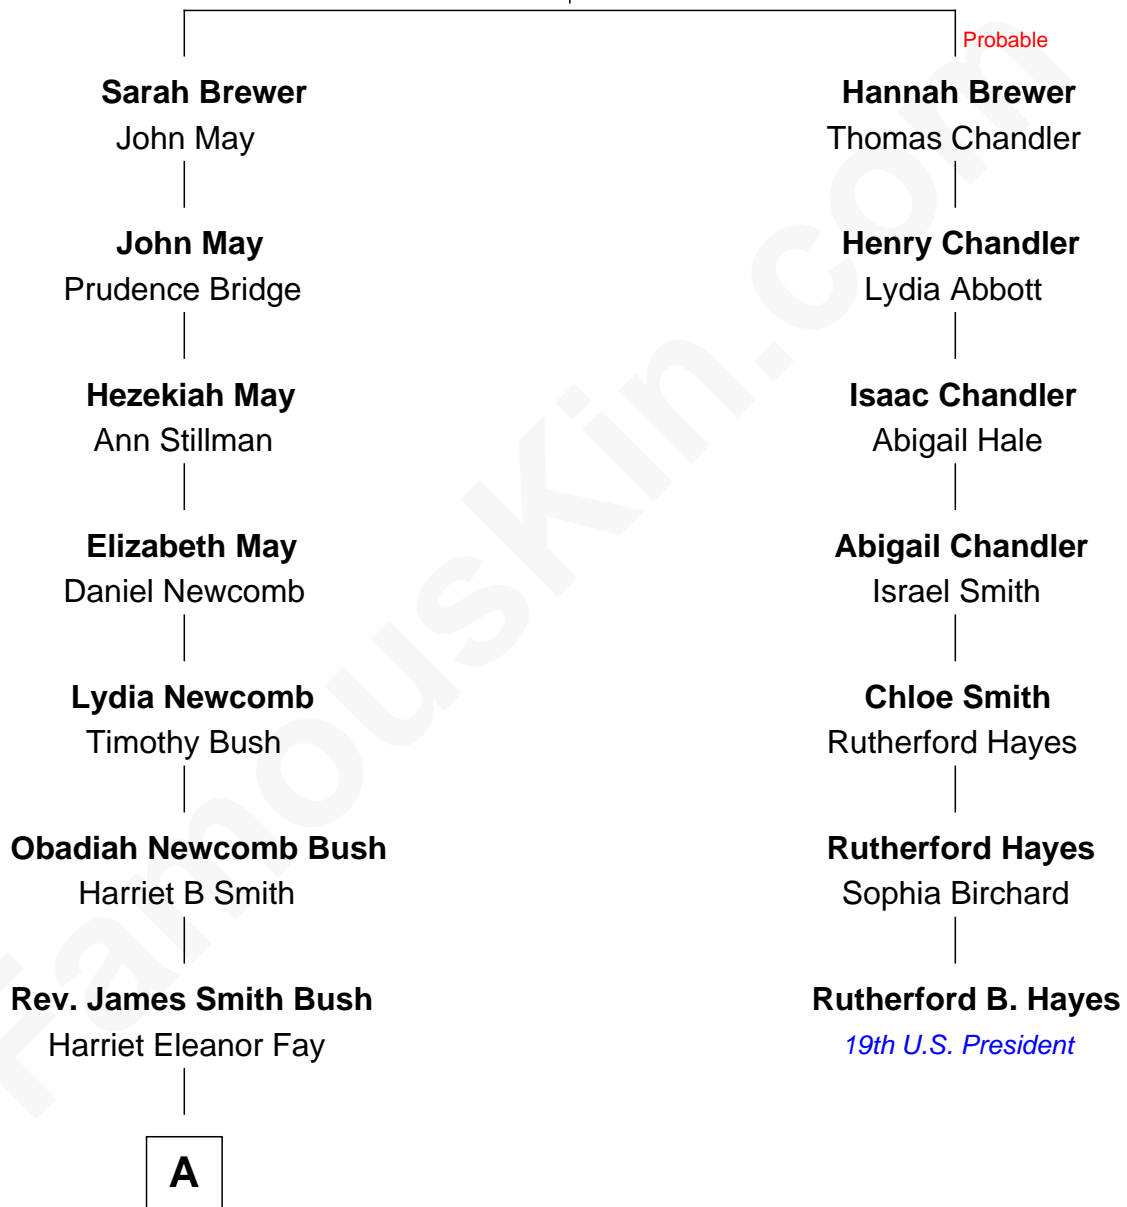 Probable
Sarah Brewer
John May
John May
Prudence Bridge
Hezekiah May
Ann Stillman
Elizabeth May
Daniel Newcomb
Lydia Newcomb
Timothy Bush
Obadiah Newcomb Bush
Harriet B Smith
Rev. James Smith Bush
Harriet Eleanor Fay
A
Hannah Brewer
Thomas Chandler
Henry Chandler
Lydia Abbott
Isaac Chandler
Abigail Hale
Abigail Chandler
Israel Smith
Chloe Smith
Rutherford Hayes
Rutherford Hayes
Sophia Birchard
Rutherford B. Hayes
19th U.S. President
FamousKin.com